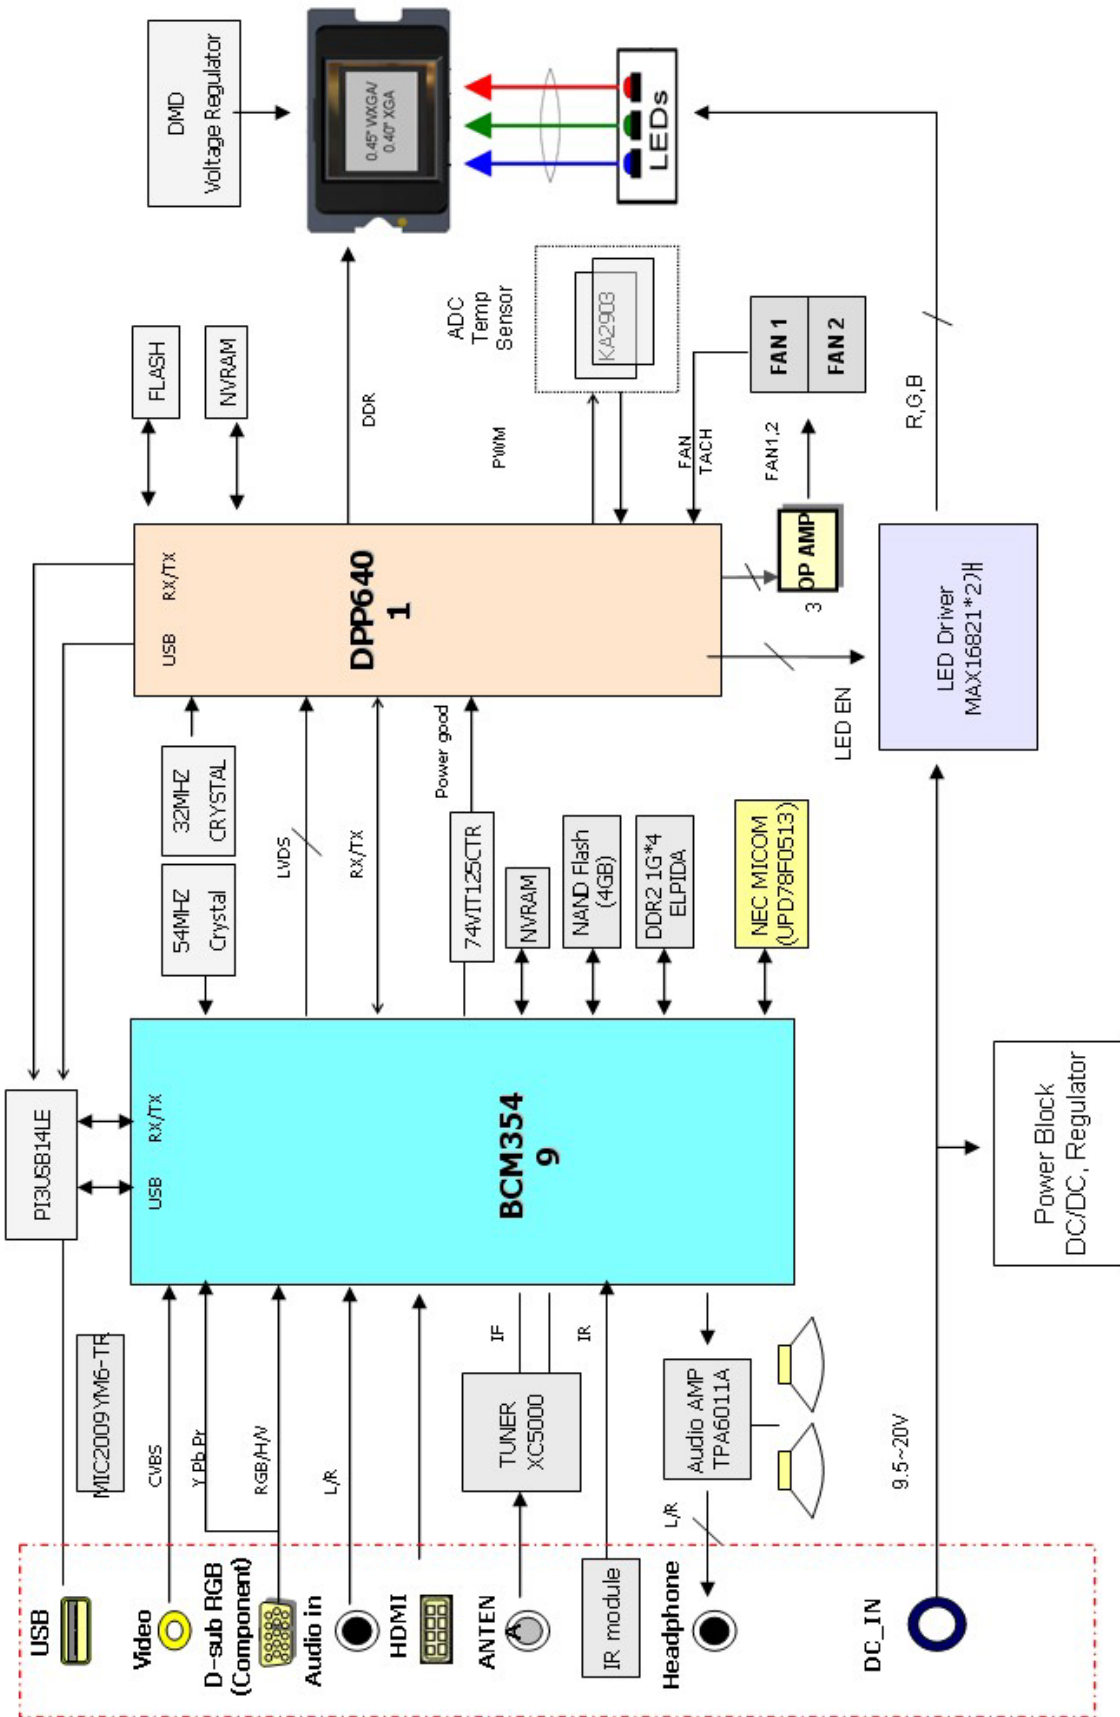 USB
Video
D-sub RGB
(Component)
Audio in
HDMI
ANTEN
A
IR module
Headphone
DC_IN
MIC2009YM6-TR
CVBS
Y Pb Pr
RGB/H/V
L/R
TUNER
XC5000
IF
IR
Audio AMP
TPA6011A
L/R
9.5~20V
PI3USB14LE
USB
RX/TX
BCM354
9
Power Block
DC/DC, Regulator
54MHZ
Crystal
32MHZ
CRYSTAL
LVDS
RX/TX
74VIT125CTR
Power good
NVRAM
NAND Flash
(4GB)
DDR2 1G*4
ELPIDA
NEC MICOM
(UPD78F0513)
USB
RX/TX
DPP640
1
LED EN
LED Driver
MAX16821*2개
3
OP AMP
FLASH
NVRAM
DDR
PWM
FAN
TACH
FAN1,2
FAN 1
FAN 2
R,G,B
ADC
Temp
Sensor
KA2903
DMD
Voltage Regulator
0.45" WXGA/
0.40" XGA
LEDs